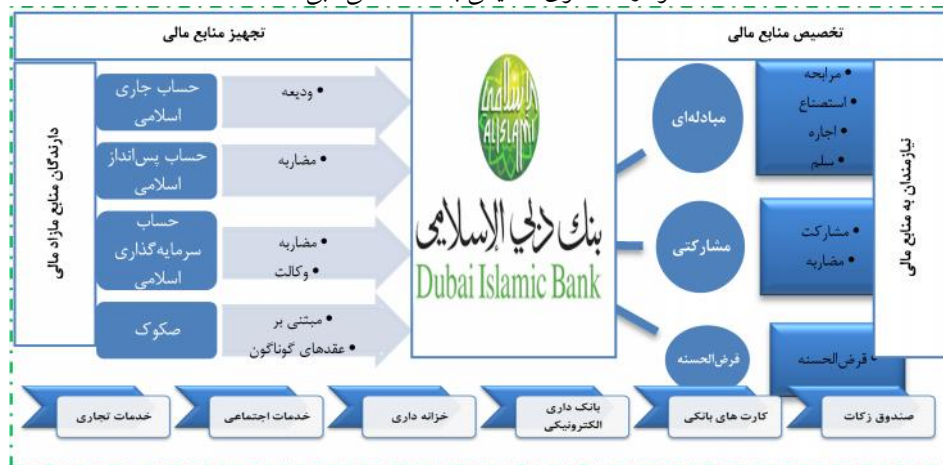 تجهیز منابع مالی
تخصیص منابع مالی
دارندگان منابع مازاد مالی
حساب جاری
اسلامی
• ودیعه
حساب پس‌انداز
اسلامی
• مضاربه
حساب
سرمایه‌گذاری
اسلامی
• مضاربه
• وکالت
صکوک
• مبتنی بر
• عقدهای گوناگون
الإسلامي
AL ISLAMI
بنك دبي الإسلامي
Dubai Islamic Bank
مبادله‌ای
• مرابحه
• استصناع
• اجاره
• سلم
مشارکتی
• مشارکت
• مضاربه
قرض‌الحسنه
• قرض‌الحسنه
نیازمندان به منابع مالی
صندوق زکات
کارت های بانکی
بانک داری
الکترونیکی
خزانه داری
خدمات اجتماعی
خدمات تجاری